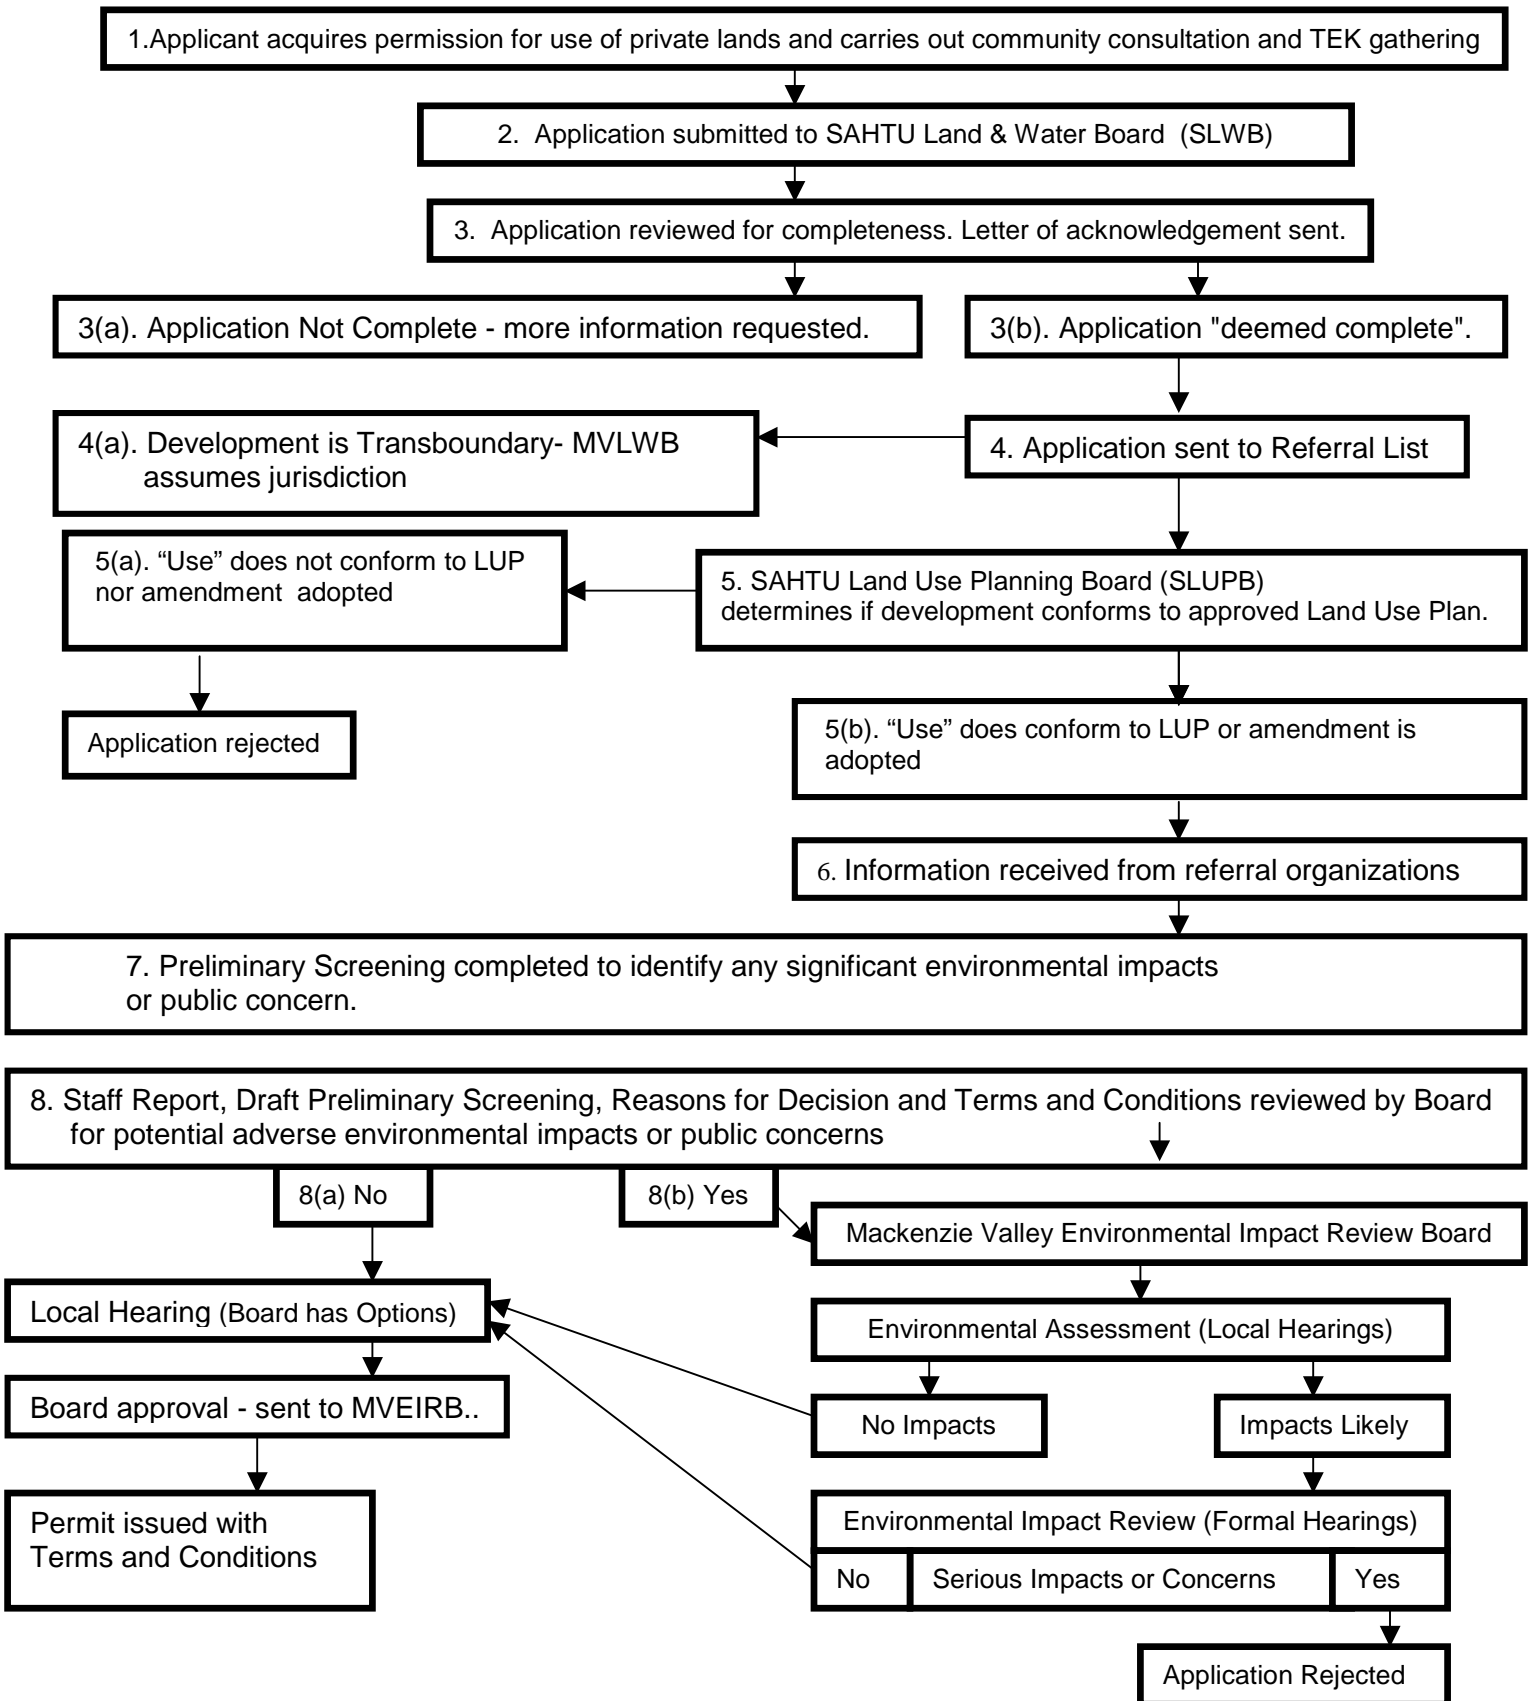 1.Applicant acquires permission for use of private lands and carries out community consultation and TEK gathering
2. Application submitted to SAHTU Land & Water Board (SLWB)
3. Application reviewed for completeness. Letter of acknowledgement sent.
3(a). Application Not Complete - more information requested.
3(b). Application "deemed complete".
4(a). Development is Transboundary- MVLWB
assumes jurisdiction
4. Application sent to Referral List
5(a). “Use” does not conform to LUP
nor amendment adopted
5. SAHTU Land Use Planning Board (SLUPB)
determines if development conforms to approved Land Use Plan.
Application rejected
5(b). “Use” does conform to LUP or amendment is
adopted
6. Information received from referral organizations
7. Preliminary Screening completed to identify any significant environmental impacts
or public concern.
8. Staff Report, Draft Preliminary Screening, Reasons for Decision and Terms and Conditions reviewed by Board
for potential adverse environmental impacts or public concerns
8(a) No
8(b) Yes
Mackenzie Valley Environmental Impact Review Board
Local Hearing (Board has Options)
Environmental Assessment (Local Hearings)
Board approval - sent to MVEIRB..
No Impacts
Impacts Likely
Permit issued with
Terms and Conditions
Environmental Impact Review (Formal Hearings)
No
Serious Impacts or Concerns
Yes
Application Rejected